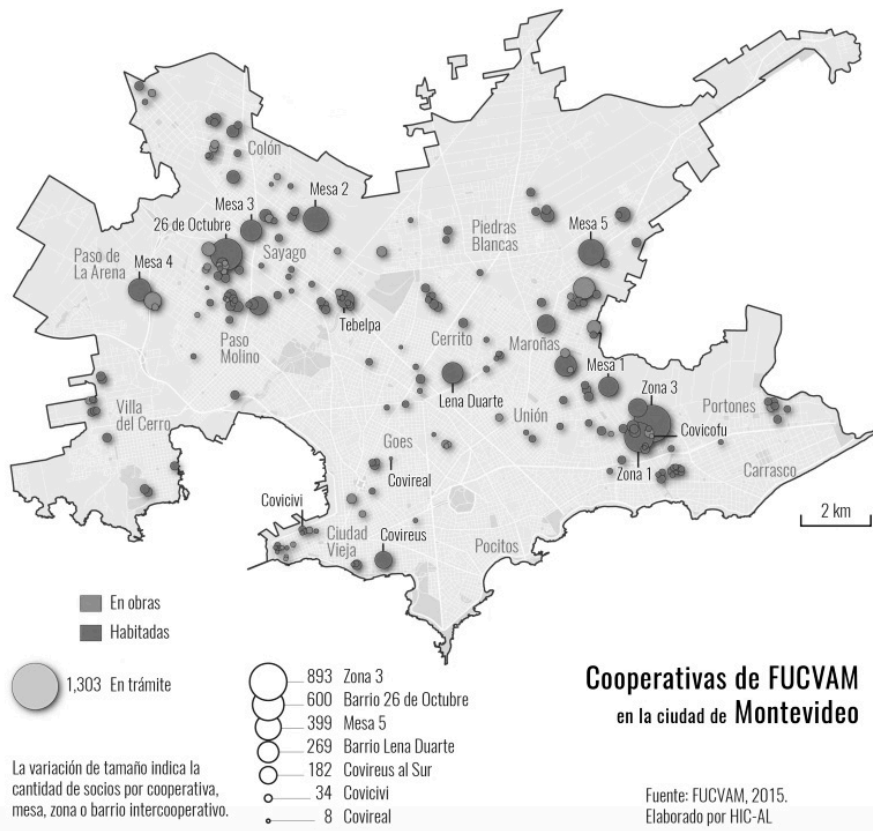 Colón
Mesa 3
Mesa 2
26 de Octubre
Sayago
Piedras
Blancas
Mesa 5
Paso de
La Arena
Mesa 4
Tebelpa
Paso
Molino
Cerrito
Maroñas
Mesa 1
Zona 3
Lena Duarte
Villa
del Cerro
Unión
Portones
Covicofu
Goes
Zona 1
Carrasco
Covireal
Covicivi
Ciudad
Vieja
Covireus
Pocitos
2 km
En obras
Habitadas
1,303 En trámite
893 Zona 3
600 Barrio 26 de Octubre
399 Mesa 5
269 Barrio Lena Duarte
182 Covireus al Sur
34 Covicivi
8 Covireal
La variación de tamaño indica la
cantidad de socios por cooperativa,
mesa, zona o barrio intercooperativo.
Cooperativas de FUCVAM
en la ciudad de Montevideo
Fuente: FUCVAM, 2015.
Elaborado por HIC-AL